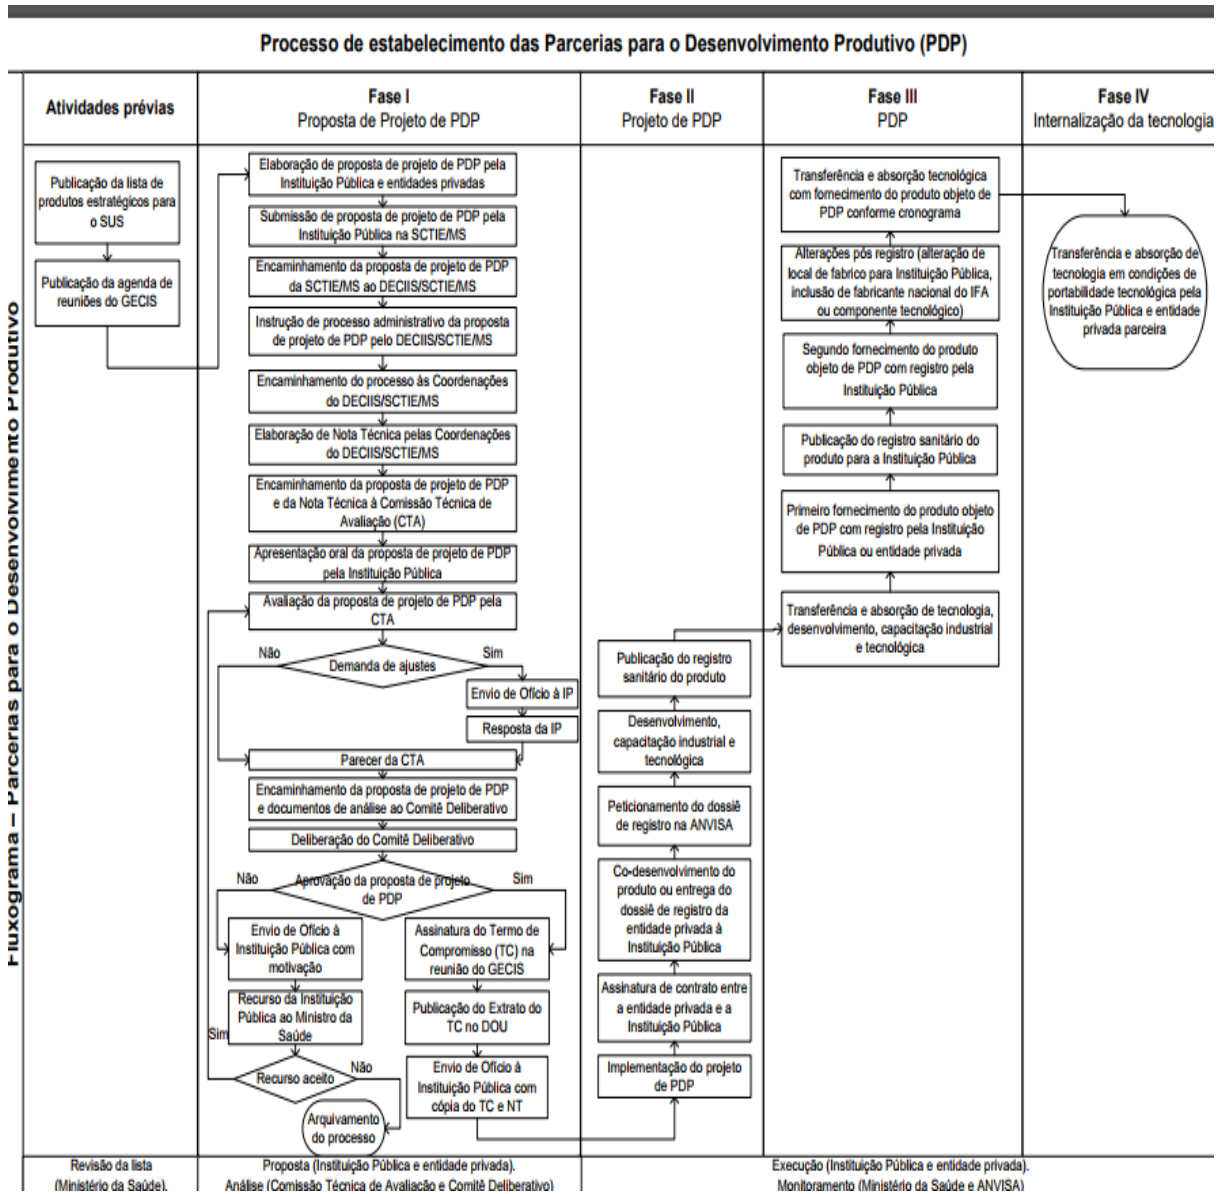 Processo de estabelecimento das Parcerias para o Desenvolvimento Produtivo (PDP)
Fluxograma – Parcerias para o Desenvolvimento Produtivo
Atividades prévias
Publicação da lista de
produtos estratégicos para
o SUS
Publicação da agenda de
reuniões do GECIS
Revisão da lista
(Ministério da Saúde).
Fase I
Proposta de Projeto de PDP
Elaboração de proposta de projeto de PDP pela
Instituição Pública e entidades privadas
Submissão de proposta de projeto de PDP pela
Instituição Pública na SCTIE/MS
Encaminhamento da proposta de projeto de PDP
da SCTIE/MS ao DECIIS/SCTIE/MS
Instrução de processo administrativo da proposta
de projeto de PDP pelo DECIIS/SCTIE/MS
Encaminhamento do processo às Coordenações
do DECIIS/SCTIE/MS
Elaboração de Nota Técnica pelas Coordenações
do DECIIS/SCTIE/MS
Encaminhamento da proposta de projeto de PDP
e da Nota Técnica à Comissão Técnica de
Avaliação (CTA)
Apresentação oral da proposta de projeto de PDP
pela Instituição Pública
Avaliação da proposta de projeto de PDP pela
CTA
Não
Demanda de ajustes
Sim
Envio de Ofício à IP
Resposta da IP
Parecer da CTA
Encaminhamento da proposta de projeto de PDP
e documentos de análise ao Comitê Deliberativo
Deliberação do Comitê Deliberativo
Não
Aprovação da proposta de projeto
de PDP
Sim
Envio de Ofício à
Instituição Pública com
motivação
Recurso da Instituição
Pública ao Ministro da
Saúde
Sim
Recurso aceito
Não
Arquivamento
do processo
Assinatura do Termo de
Compromisso (TC) na
reunião do GECIS
Publicação do Extrato do
TC no DOU
Envio de Ofício à
Instituição Pública com
cópia do TC e NT
Proposta (Instituição Pública e entidade privada).
Análise (Comissão Técnica de Avaliação e Comitê Deliberativo)
Fase II
Projeto de PDP
Publicação do registro
sanitário do produto
Desenvolvimento,
capacitação industrial e
tecnológica
Peticionamento do dossiê
de registro na ANVISA
Co-desenvolvimento do
produto ou entrega do
dossiê de registro da
entidade privada à
Instituição Pública
Assinatura de contrato entre
a entidade privada e a
Instituição Pública
Implementação do projeto
de PDP
Fase III
PDP
Transferência e absorção tecnológica
com fornecimento do produto objeto de
PDP conforme cronograma
Alterações pós registro (alteração de
local de fabrico para Instituição Pública,
inclusão de fabricante nacional do IFA
ou componente tecnológico)
Segundo fornecimento do produto
objeto de PDP com registro pela
Instituição Pública
Publicação do registro sanitário do
produto para a Instituição Pública
Primeiro fornecimento do produto objeto
de PDP com registro pela Instituição
Pública ou entidade privada
Transferência e absorção de tecnologia,
desenvolvimento, capacitação industrial
e tecnológica
Fase IV
Internalização da tecnologia
Transferência e absorção de
tecnologia em condições de
portabilidade tecnológica pela
Instituição Pública e entidade
privada parceira
Execução (Instituição Pública e entidade privada).
Monitoramento (Ministério da Saúde e ANVISA)